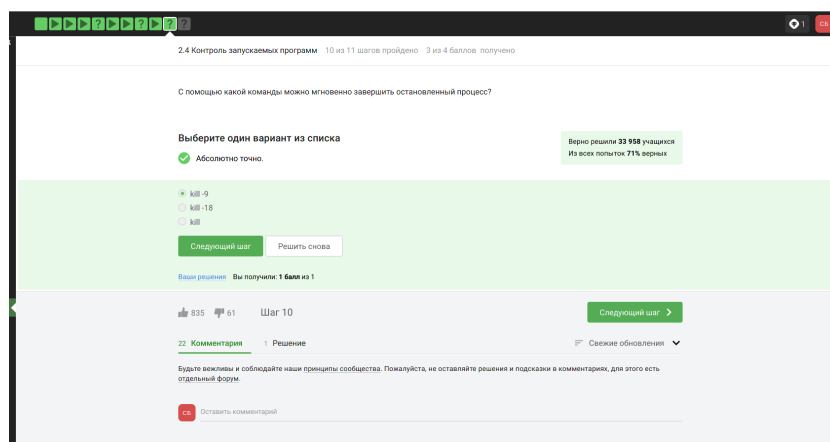 ? ? ? ?
1 СБ
2.4 Контроль запускаемых программ 10 из 11 шагов пройдено 3 из 4 баллов получено
С помощью какой команды можно мгновенно завершить остановленный процесс?
Выберите один вариант из списка
Верно решили 33 958 учащихся
Абсолютно точно.
Из всех попыток 71% верных
kill -9
kill -18
kill
Следующий шаг Решить снова
Ваши решения Вы получили: 1 балл из 1
835 61 Шаг 10 Следующий шаг
22 Комментария 1 Решение Свежие обновления
Будьте вежливы и соблюдайте наши принципы сообщества. Пожалуйста, не оставляйте решения и подсказки в комментариях, для этого есть
отдельный форум.
СБ Оставить комментарий